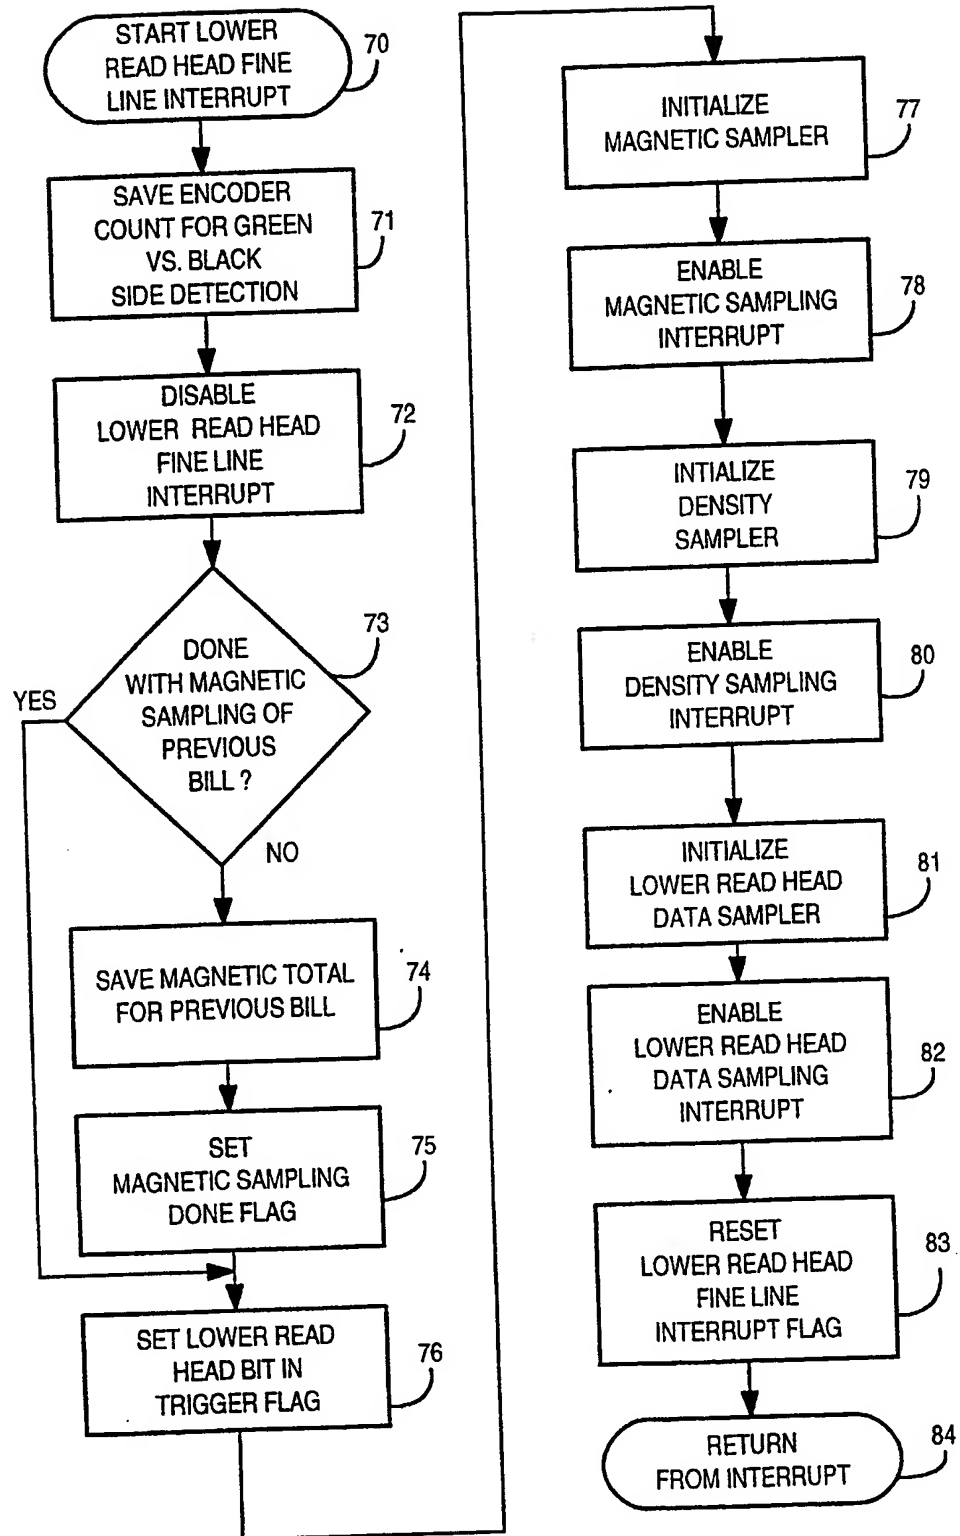 START LOWER
READ HEAD FINE
LINE INTERRUPT
70
SAVE ENCODER
COUNT FOR GREEN
VS. BLACK
SIDE DETECTION
71
DISABLE
LOWER READ HEAD
FINE LINE
INTERRUPT
72
DONE
WITH MAGNETIC
SAMPLING OF
PREVIOUS
BILL ?
73
YES
NO
SAVE MAGNETIC TOTAL
FOR PREVIOUS BILL
74
SET
MAGNETIC SAMPLING
DONE FLAG
75
SET LOWER READ
HEAD BIT IN
TRIGGER FLAG
76
INITIALIZE
MAGNETIC SAMPLER
77
ENABLE
MAGNETIC SAMPLING
INTERRUPT
78
INTIALIZE
DENSITY
SAMPLER
79
ENABLE
DENSITY SAMPLING
INTERRUPT
80
INITIALIZE
LOWER READ HEAD
DATA SAMPLER
81
ENABLE
LOWER READ HEAD
DATA SAMPLING
INTERRUPT
82
RESET
LOWER READ HEAD
FINE LINE
INTERRUPT FLAG
83
RETURN
FROM INTERRUPT
84